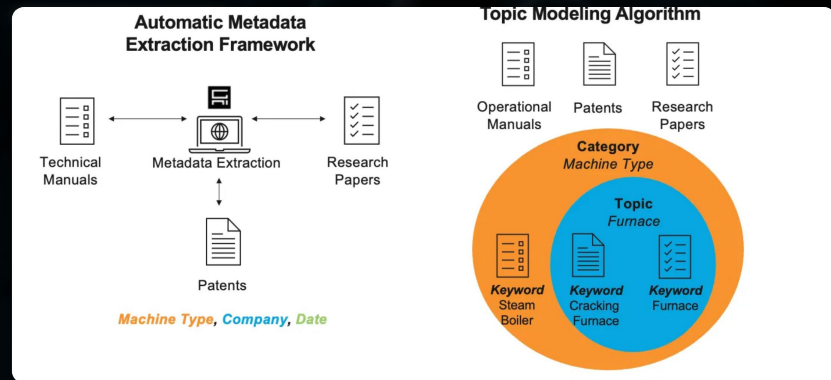 Automatic Metadata
Extraction Framework
Technical
Manuals
Metadata Extraction
Research
Papers
Patents
Machine Type, Company, Date
Topic Modeling Algorithm
Operational
Manuals
Patents
Research
Papers
Category
Machine Type
Topic
Furnace
Keyword
Steam
Boiler
Keyword
Cracking
Furnace
Keyword
Furnace